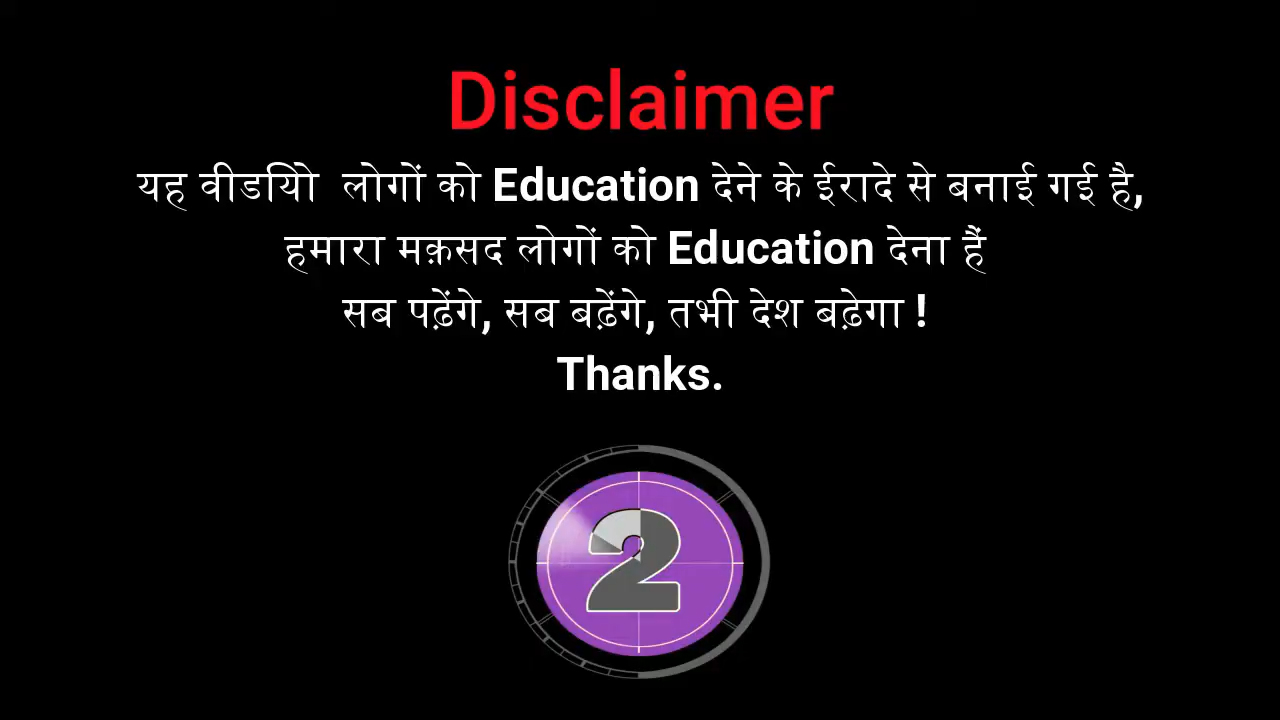 Disclaimer
यह वीडियो लोगों को Education देने के ईरादे से बनाई गई है,
हमारा मक़सद लोगों को Education देना हैं
सब पढ़ेंगे, सब बढ़ेंगे, तभी देश बढ़ेगा !
Thanks.
2